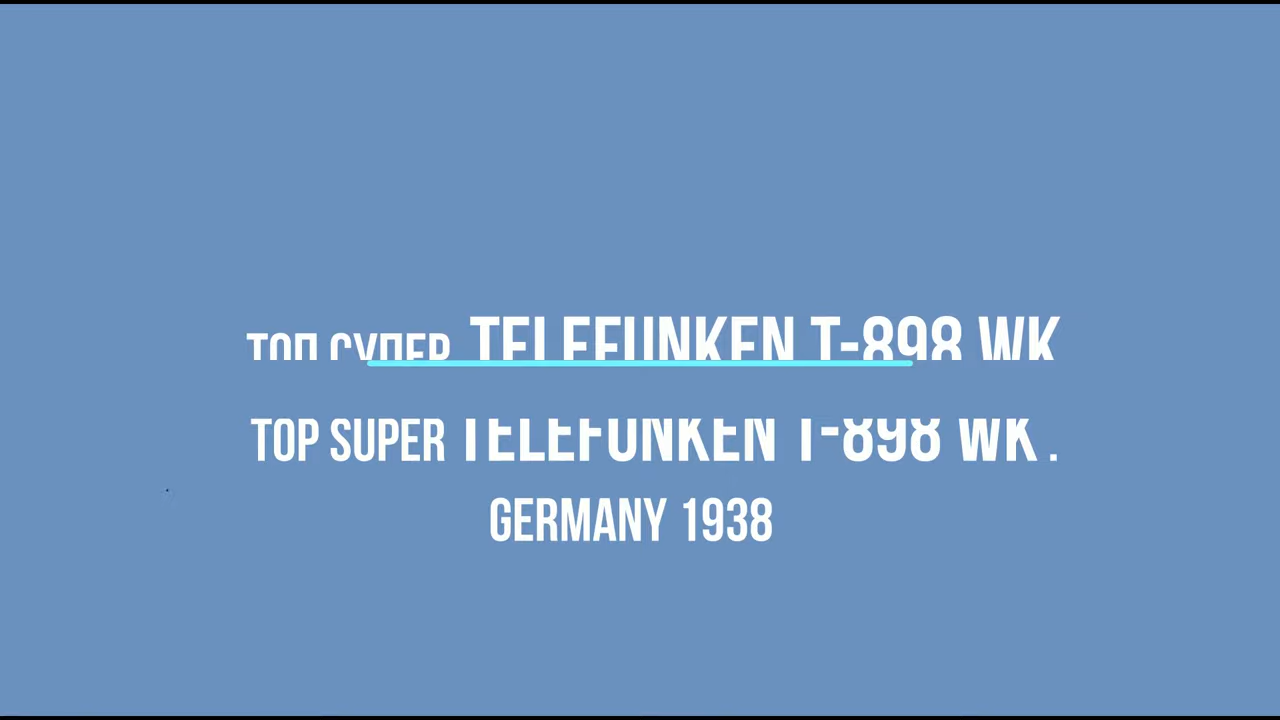 ТОП СУПЕР TELEFUNKEN T-898 WK
TOP SUPER TELEFUNKEN T-898 WK .
GERMANY 1938